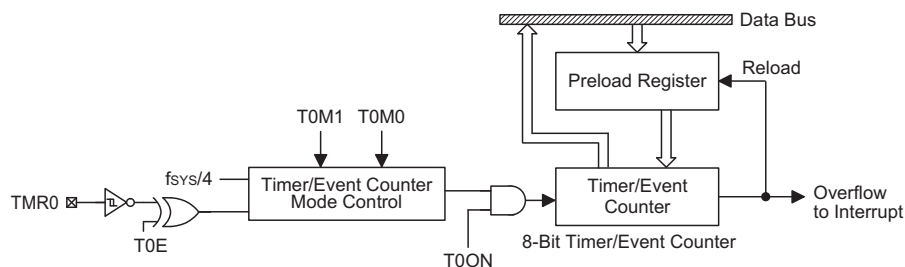 Data Bus
Preload Register
Reload
T0M1
T0M0
fSYS/4
Timer/Event Counter
Mode Control
TMR0
T0E
T0ON
Timer/Event
Counter
8-Bit Timer/Event Counter
Overflow
to Interrupt